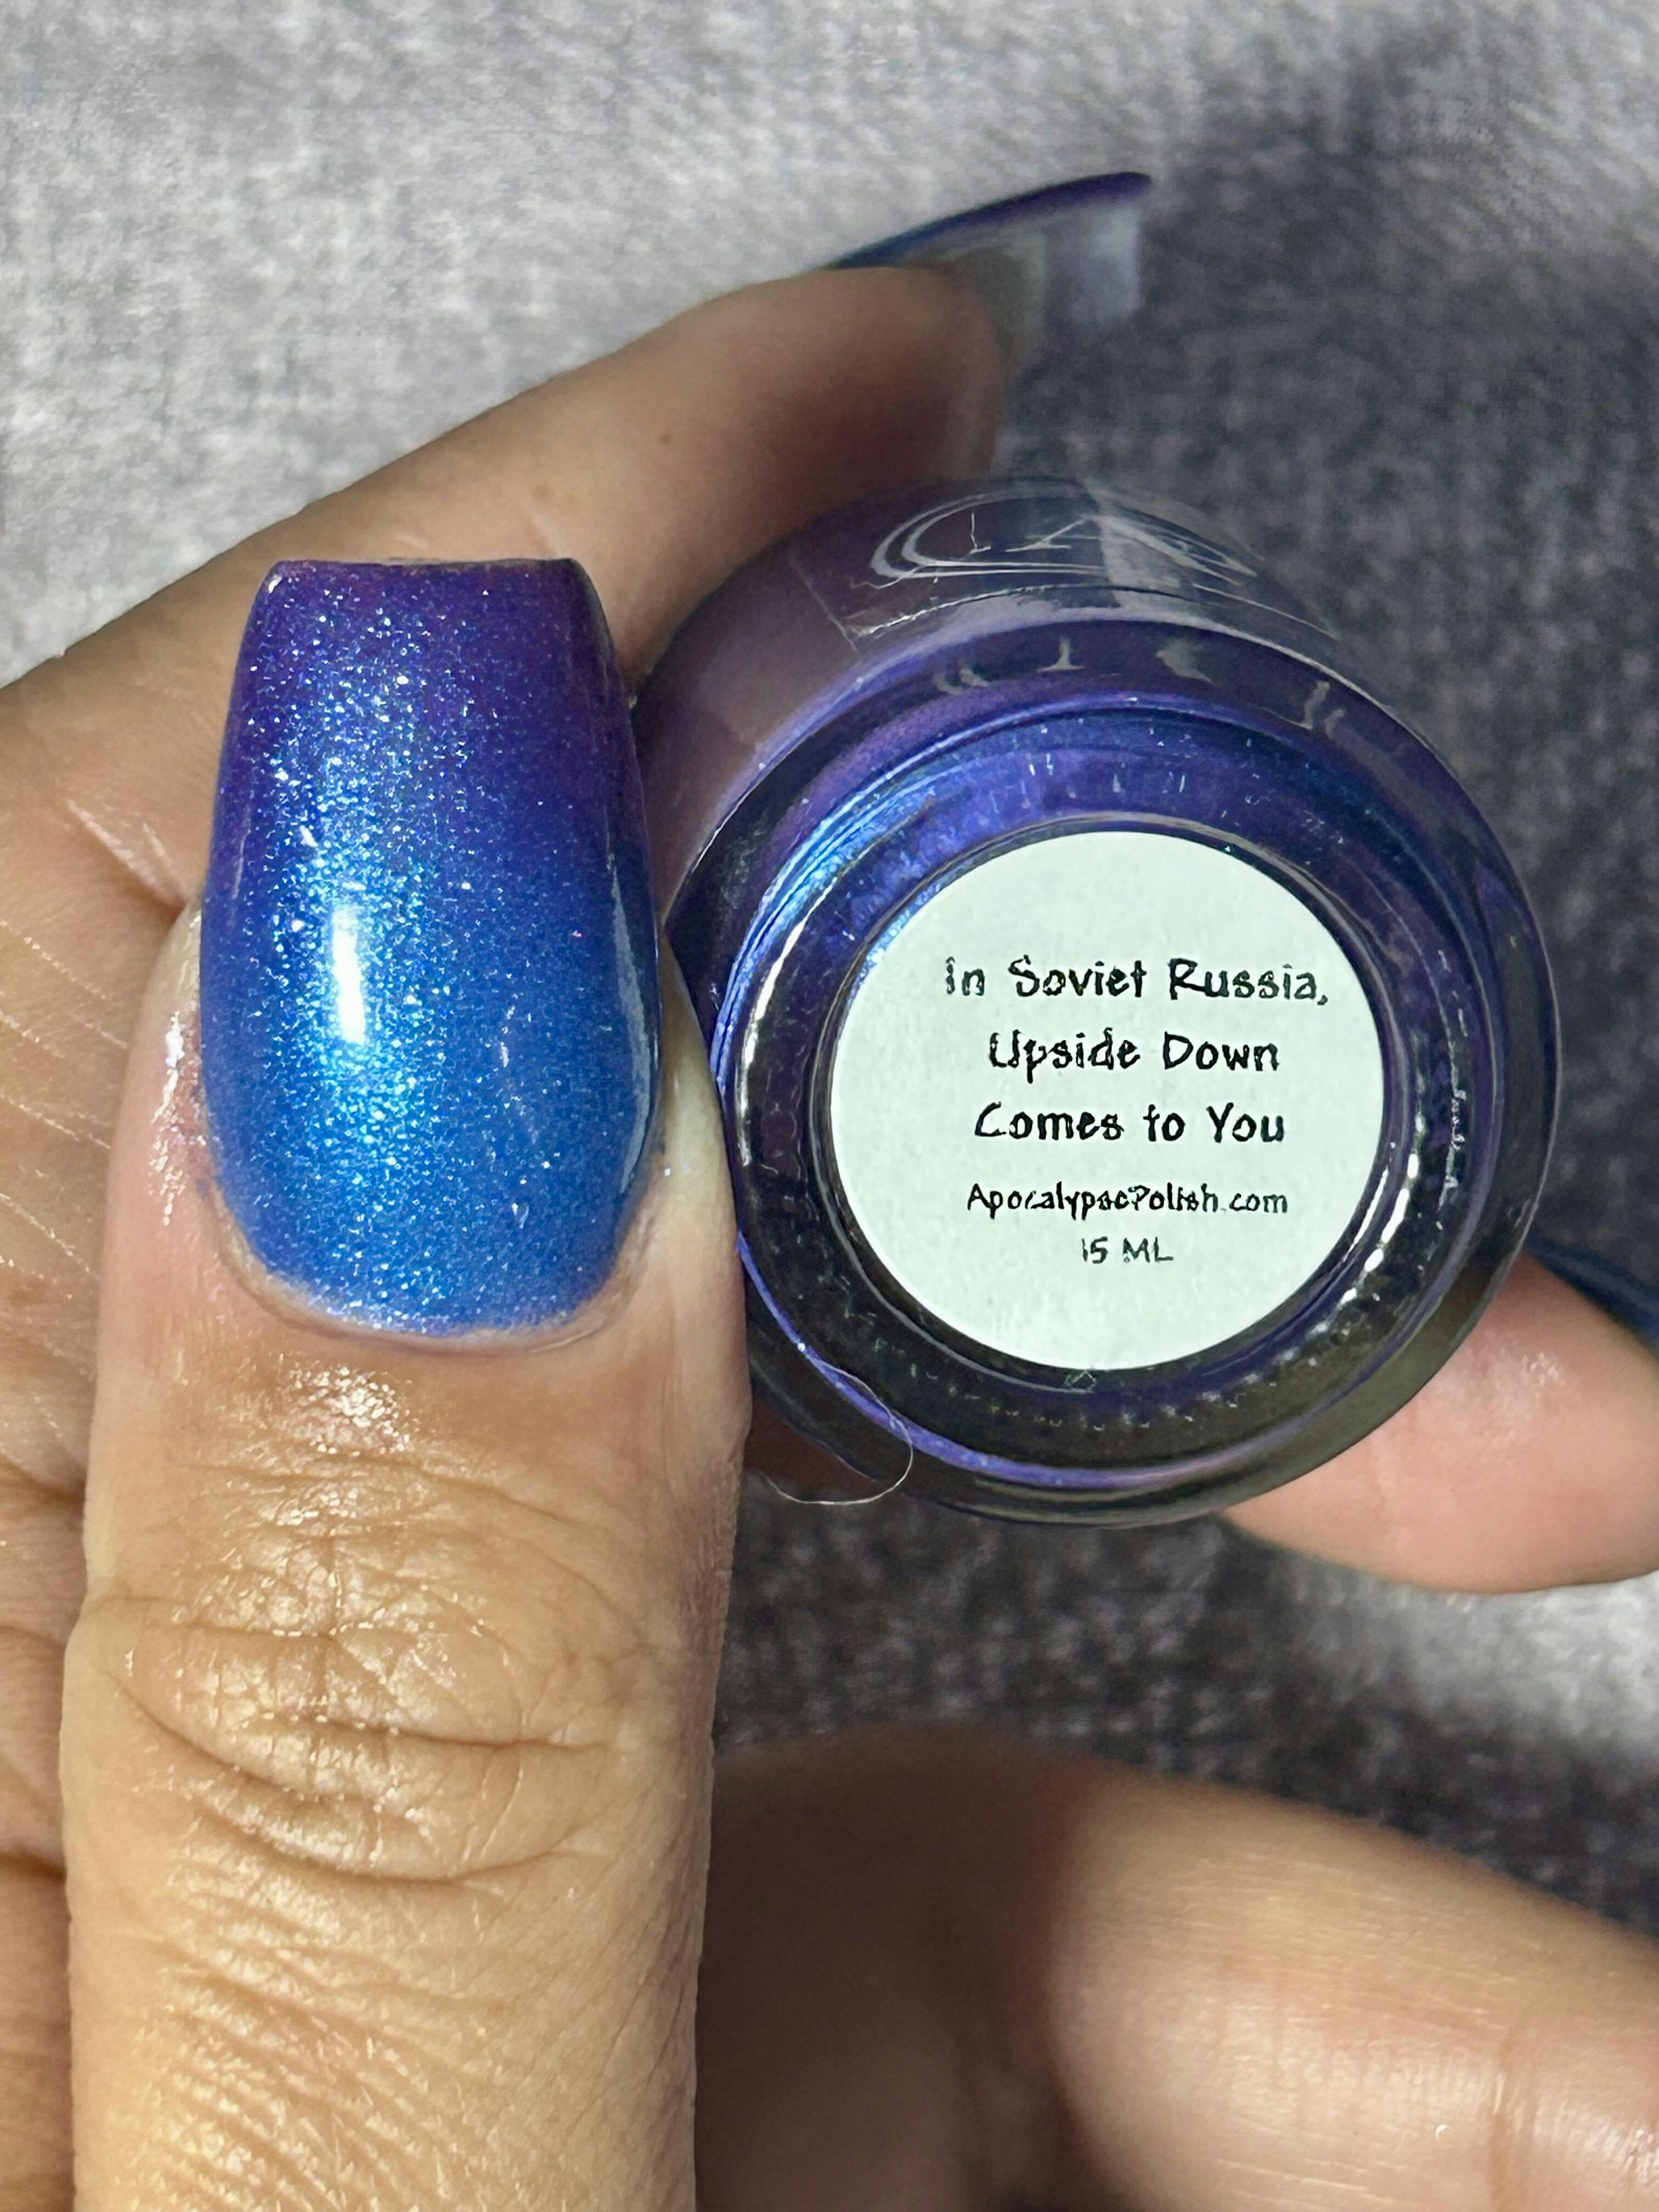 In Soviet Russia,
Upside Down
Comes to You
ApocalypsePolish.com
15 ML